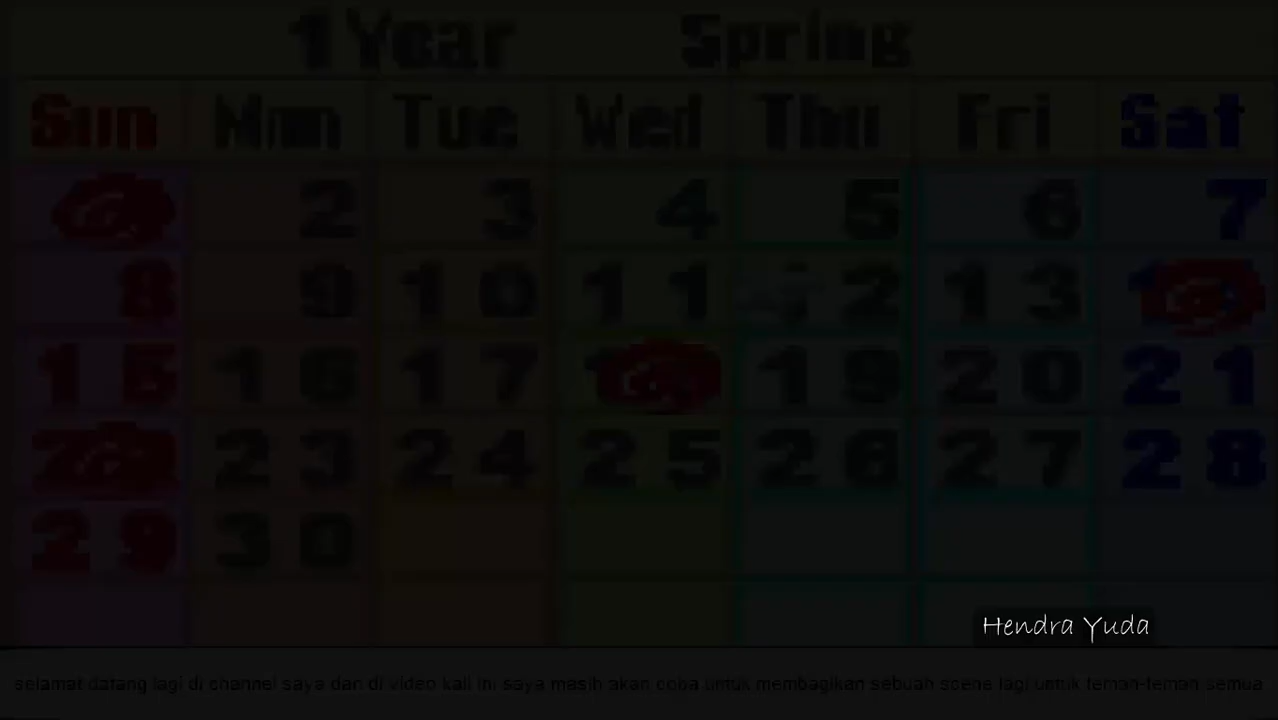 1 Year Spring
Sun Mon Tue Wed Thu Fri Sat
2 3 4 5 6 7
8 9 10 11 2 13
15 16 17 19 20 21
23 24 25 26 27 28
29 30
Hendra Yuda
selamat datang lagi di channel saya dan di video kali ini saya masih akan coba untuk membagikan sebuah scene lagi untuk teman-teman semua